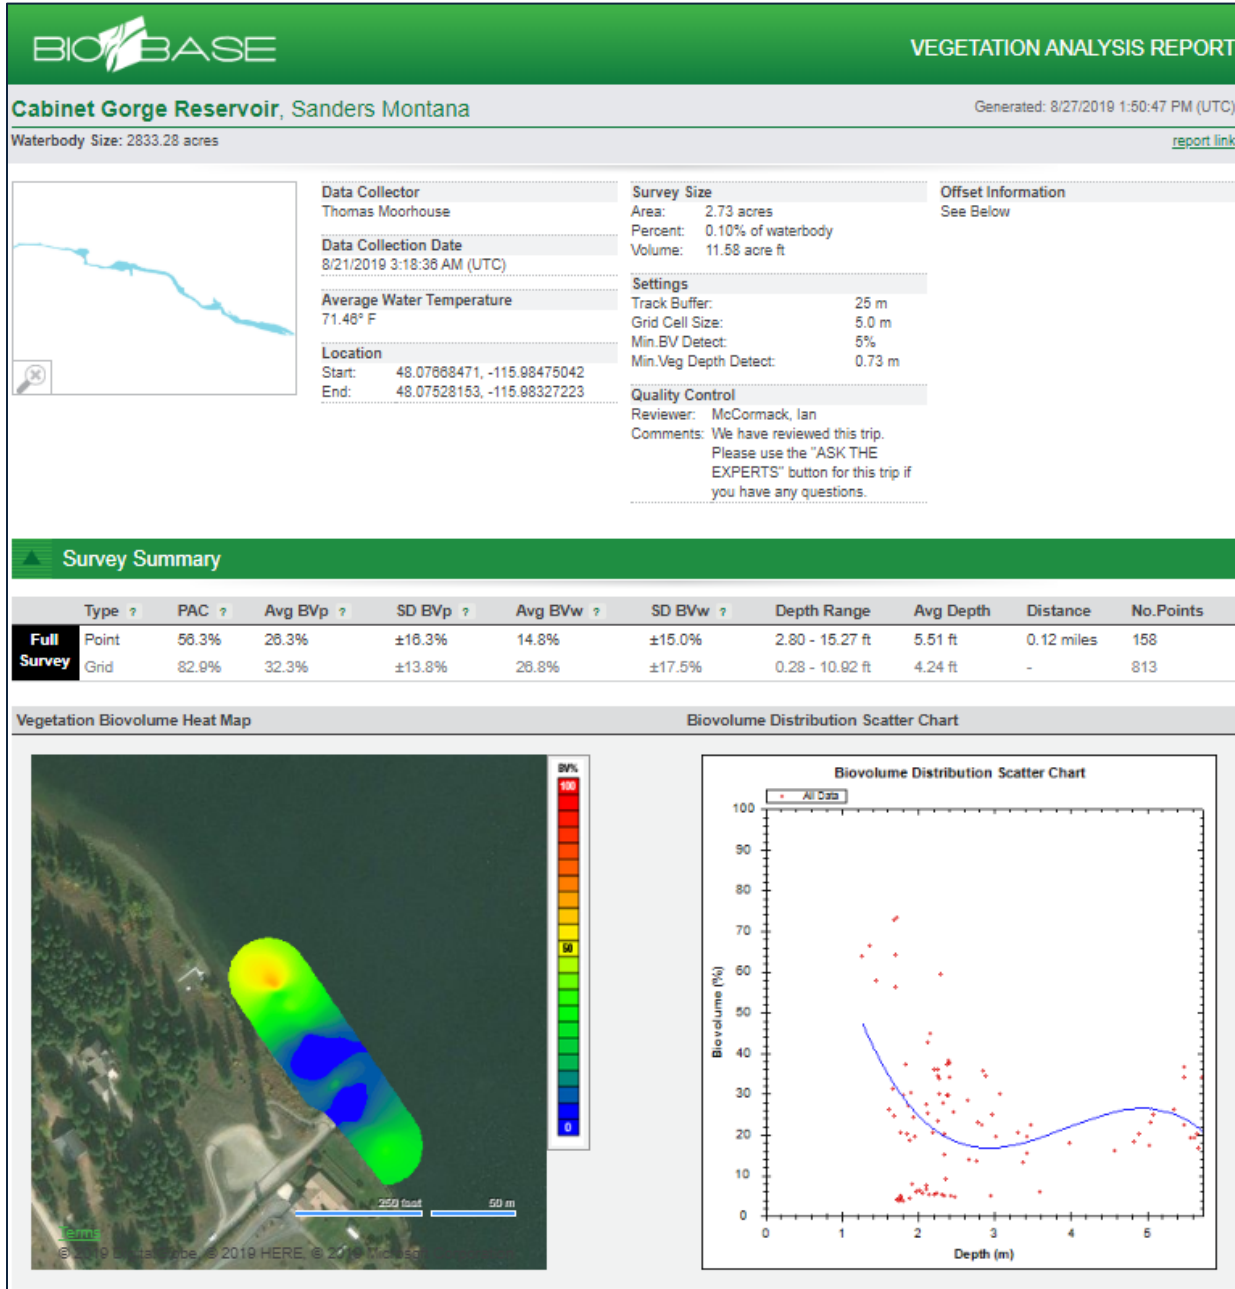 BIOBASE
VEGETATION ANALYSIS REPORT
Cabinet Gorge Reservoir, Sanders Montana
Generated: 8/27/2019 1:50:47 PM (UTC)
Waterbody Size: 2833.28 acres
report link
Data Collector
Thomas Moorhouse
Data Collection Date
8/21/2019 3:18:36 AM (UTC)
Average Water Temperature
71.46° F
Location
Start: 48.07668471, -115.98475042
End: 48.07528153, -115.98327223
Survey Size
Area: 2.73 acres
Percent: 0.10% of waterbody
Volume: 11.58 acre ft
Settings
Track Buffer: 25 m
Grid Cell Size: 5.0 m
Min.BV Detect: 5%
Min.Veg Depth Detect: 0.73 m
Quality Control
Reviewer: McCormack, Ian
Comments: We have reviewed this trip.
Please use the "ASK THE
EXPERTS" button for this trip if
you have any questions.
Offset Information
See Below
Survey Summary
Type ? PAC ? Avg BVp ? SD BVp ? Avg BVw ? SD BVw ? Depth Range Avg Depth Distance No.Points
Full Survey
Point 56.3% 26.3% ±16.3% 14.8% ±15.0% 2.80 - 15.27 ft 5.51 ft 0.12 miles 158
Grid 82.9% 32.3% ±13.8% 26.8% ±17.5% 0.28 - 10.92 ft 4.24 ft - 813
Vegetation Biovolume Heat Map
BV%
100
50
0
250 feet 50 m
Terms
© 2019 HERE, © 2019
Biovolume Distribution Scatter Chart
Biovolume Distribution Scatter Chart
All Data
100
90
80
70
60
50
40
30
20
10
0
Biovolume (%)
0 1 2 3 4 5
Depth (m)